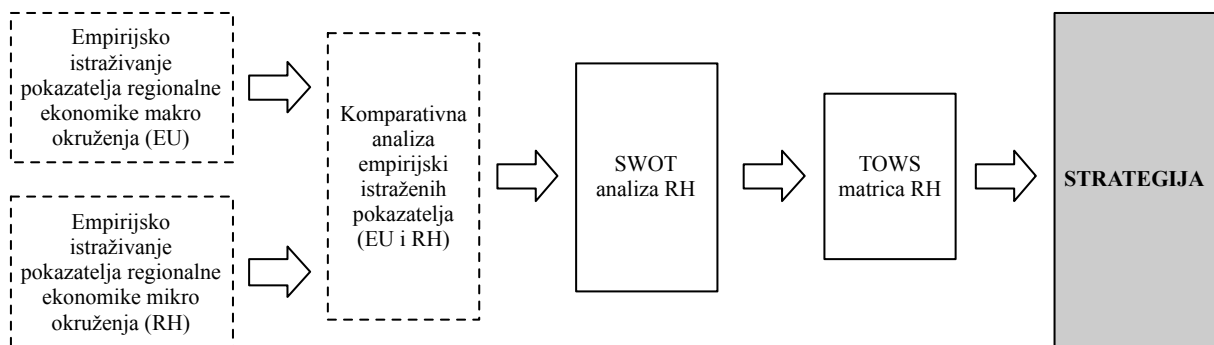 Empirijsko
istraživanje
pokazatelja regionalne
ekonomike makro
okruženja (EU)
Empirijsko
istraživanje
pokazatelja regionalne
ekonomike mikro
okruženja (RH)
Komparativna
analiza
empirijski
istraženih
pokazatelja
(EU i RH)
SWOT
analiza RH
TOWS
matrica RH
STRATEGIJA